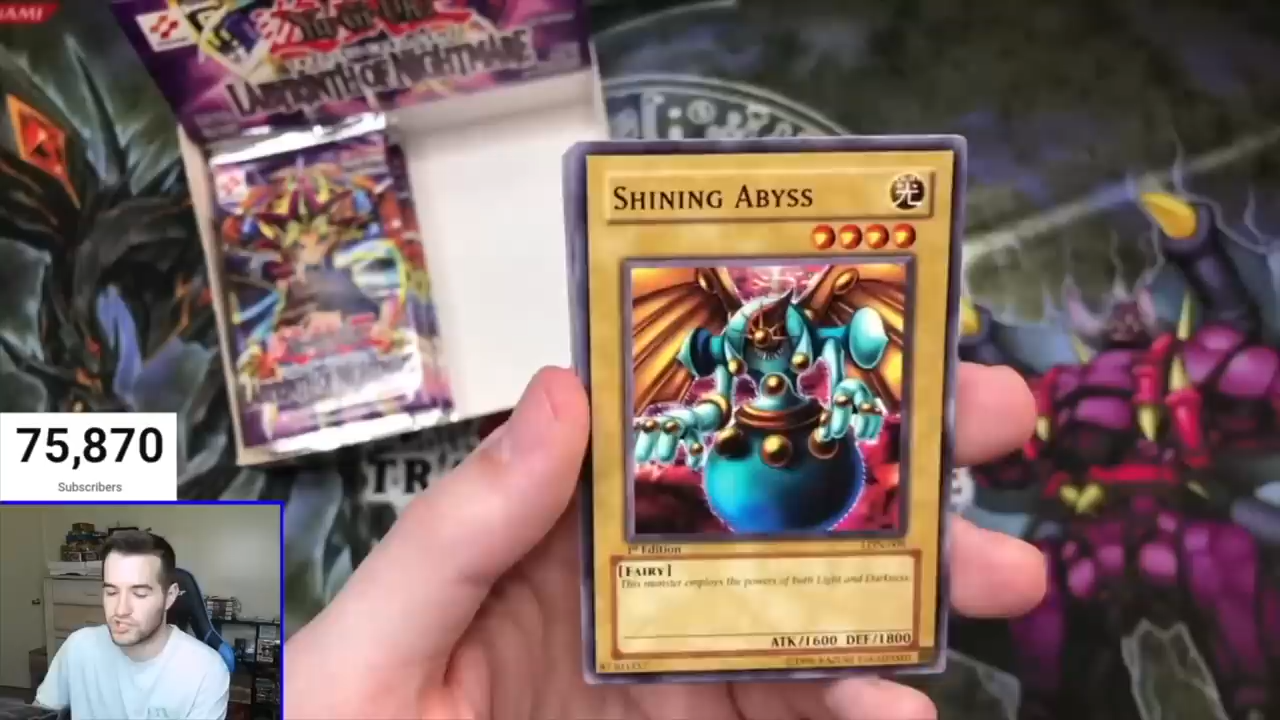 KONAMI
LABYRINTH OF NIGHTMARE
SHINING ABYSS
光
1st Edition
[FAIRY]
This monster employs the powers of both Light and Darkness.
ATK/1600 DEF/1800
75,870
Subscribers